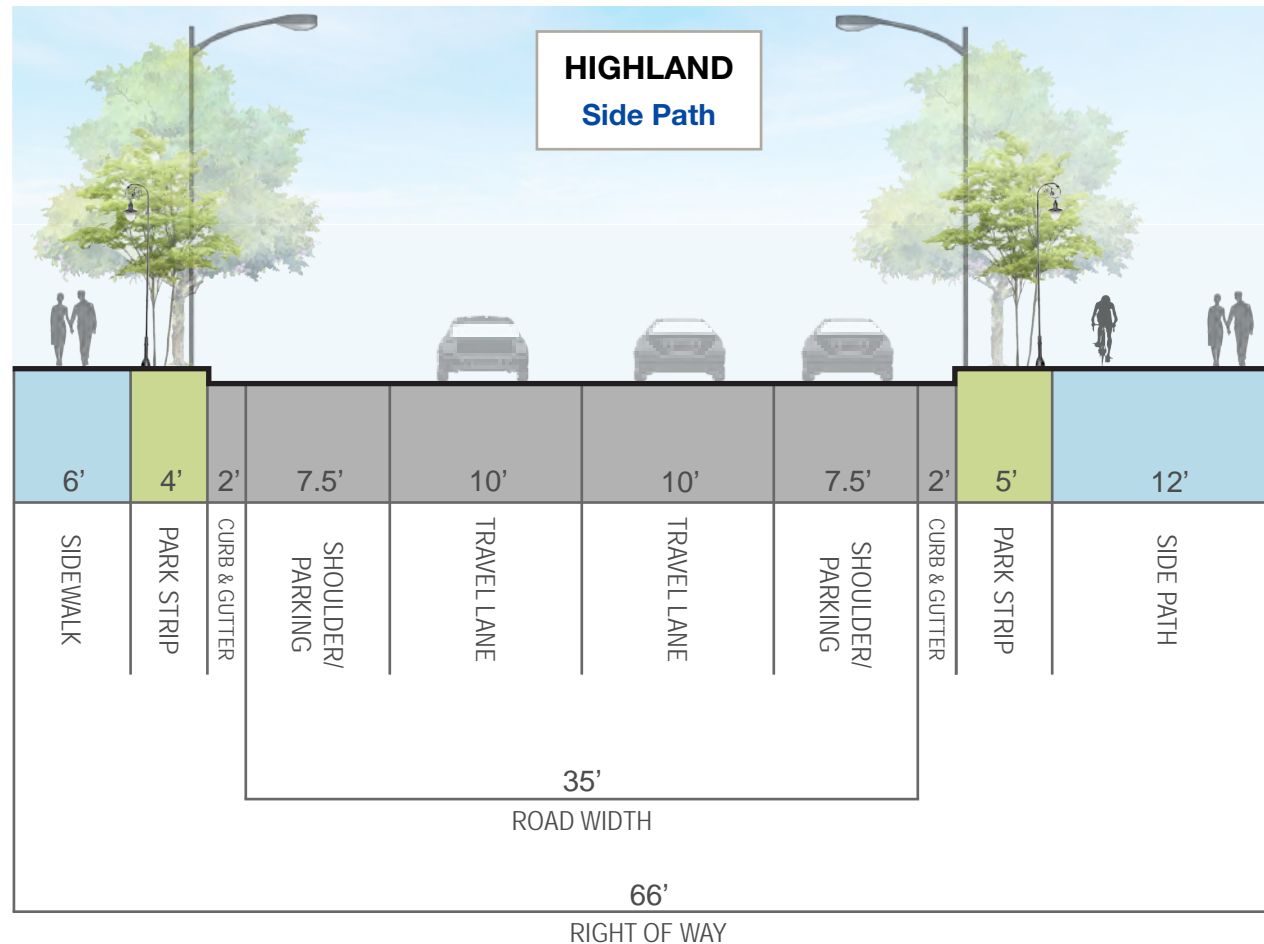 HIGHLAND
Side Path
6’
4’
2’
7.5’
10’
10’
7.5’
2’
5’
12’
SIDEWALK
PARK STRIP
CURB & GUTTER
SHOULDER/
PARKING
TRAVEL LANE
TRAVEL LANE
SHOULDER/
PARKING
CURB & GUTTER
PARK STRIP
SIDE PATH
35’
ROAD WIDTH
66’
RIGHT OF WAY